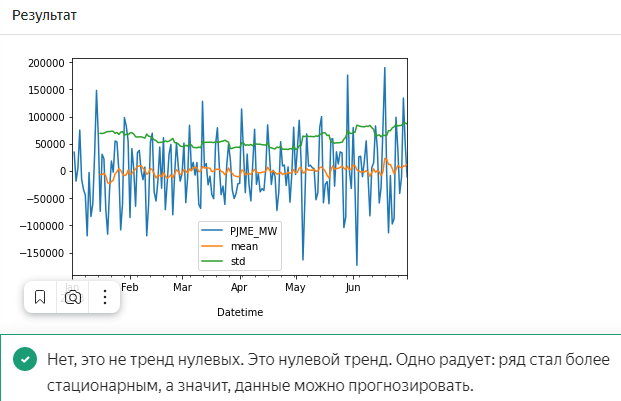 Результат
200000
150000
100000
50000
0
−50000
−100000
−150000
PJME_MW
mean
std
Feb
Mar
Apr
May
Jun
Datetime
Нет, это не тренд нулевых. Это нулевой тренд. Одно радует: ряд стал более
стационарным, а значит, данные можно прогнозировать.